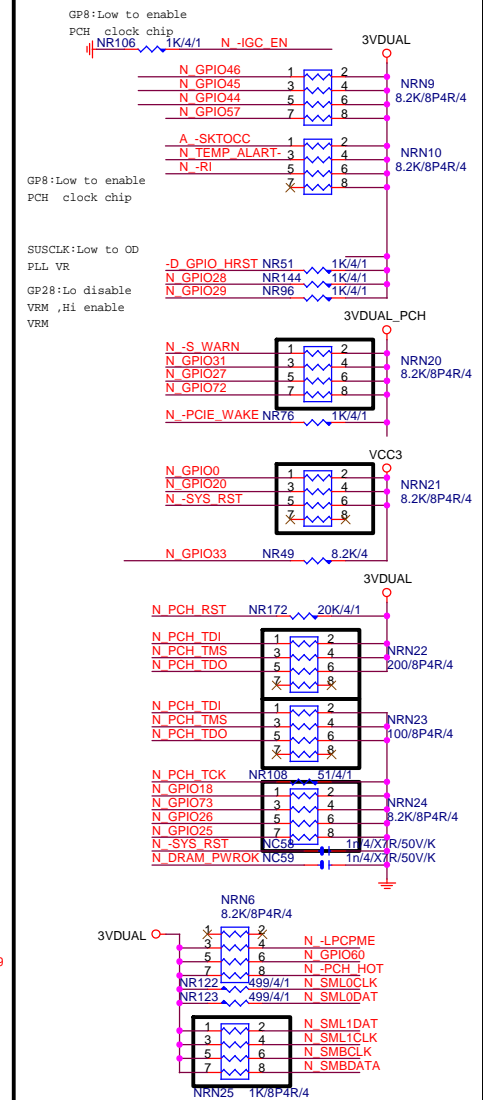 GP8:Low to enable
PCH clock chip
NR106 1K/4/1 N_-IGC_EN
3VDUAL
N_GPIO46 1 2 NRN9
N_GPIO45 3 4 8.2K/8P4R/4
N_GPIO44 5 6
N_GPIO57 7 8
A_-SKTOCC 1 2 NRN10
N_TEMP_ALART- 3 4 8.2K/8P4R/4
N_-RI 5 6
7 8
GP8:Low to enable
PCH clock chip
SUSCLK:Low to OD
PLL VR
-D_GPIO_HRST NR51 1K/4/1
N_GPIO28 NR144 1K/4/1
N_GPIO29 NR96 1K/4/1
GP28:Lo disable
VRM ,Hi enable
VRM
3VDUAL_PCH
N_-S_WARN 1 2 NRN20
N_GPIO31 3 4 8.2K/8P4R/4
N_GPIO27 5 6
N_GPIO72 7 8
N_-PCIE_WAKE NR76 1K/4/1
VCC3
N_GPIO0 1 2 NRN21
N_GPIO20 3 4 8.2K/8P4R/4
N_-SYS_RST 5 6
7 8
N_GPIO33 NR49 8.2K/4
3VDUAL
N_PCH_RST NR172 20K/4/1
N_PCH_TDI 1 2 NRN22
N_PCH_TMS 3 4 200/8P4R/4
N_PCH_TDO 5 6
7 8
N_PCH_TDI 1 2 NRN23
N_PCH_TMS 3 4 100/8P4R/4
N_PCH_TDO 5 6
7 8
N_PCH_TCK NR108 51/4/1
N_GPIO18 1 2 NRN24
N_GPIO73 3 4 8.2K/8P4R/4
N_GPIO26 5 6
N_GPIO25 7 8
N_-SYS_RST NC58 1n/4/X7R/50V/K
N_DRAM_PWROK NC59 1n/4/X7R/50V/K
NRN6
8.2K/8P4R/4
3VDUAL 1 2
3 4 N_-LPCPME
5 6 N_GPIO60
7 8 N_-PCH_HOT
NR122 499/4/1 N_SML0CLK
NR123 499/4/1 N_SML0DAT
9
1 2 N_SML1DAT
3 4 N_SML1CLK
5 6 N_SMBCLK
7 8 N_SMBDATA
NRN25 1K/8P4R/4